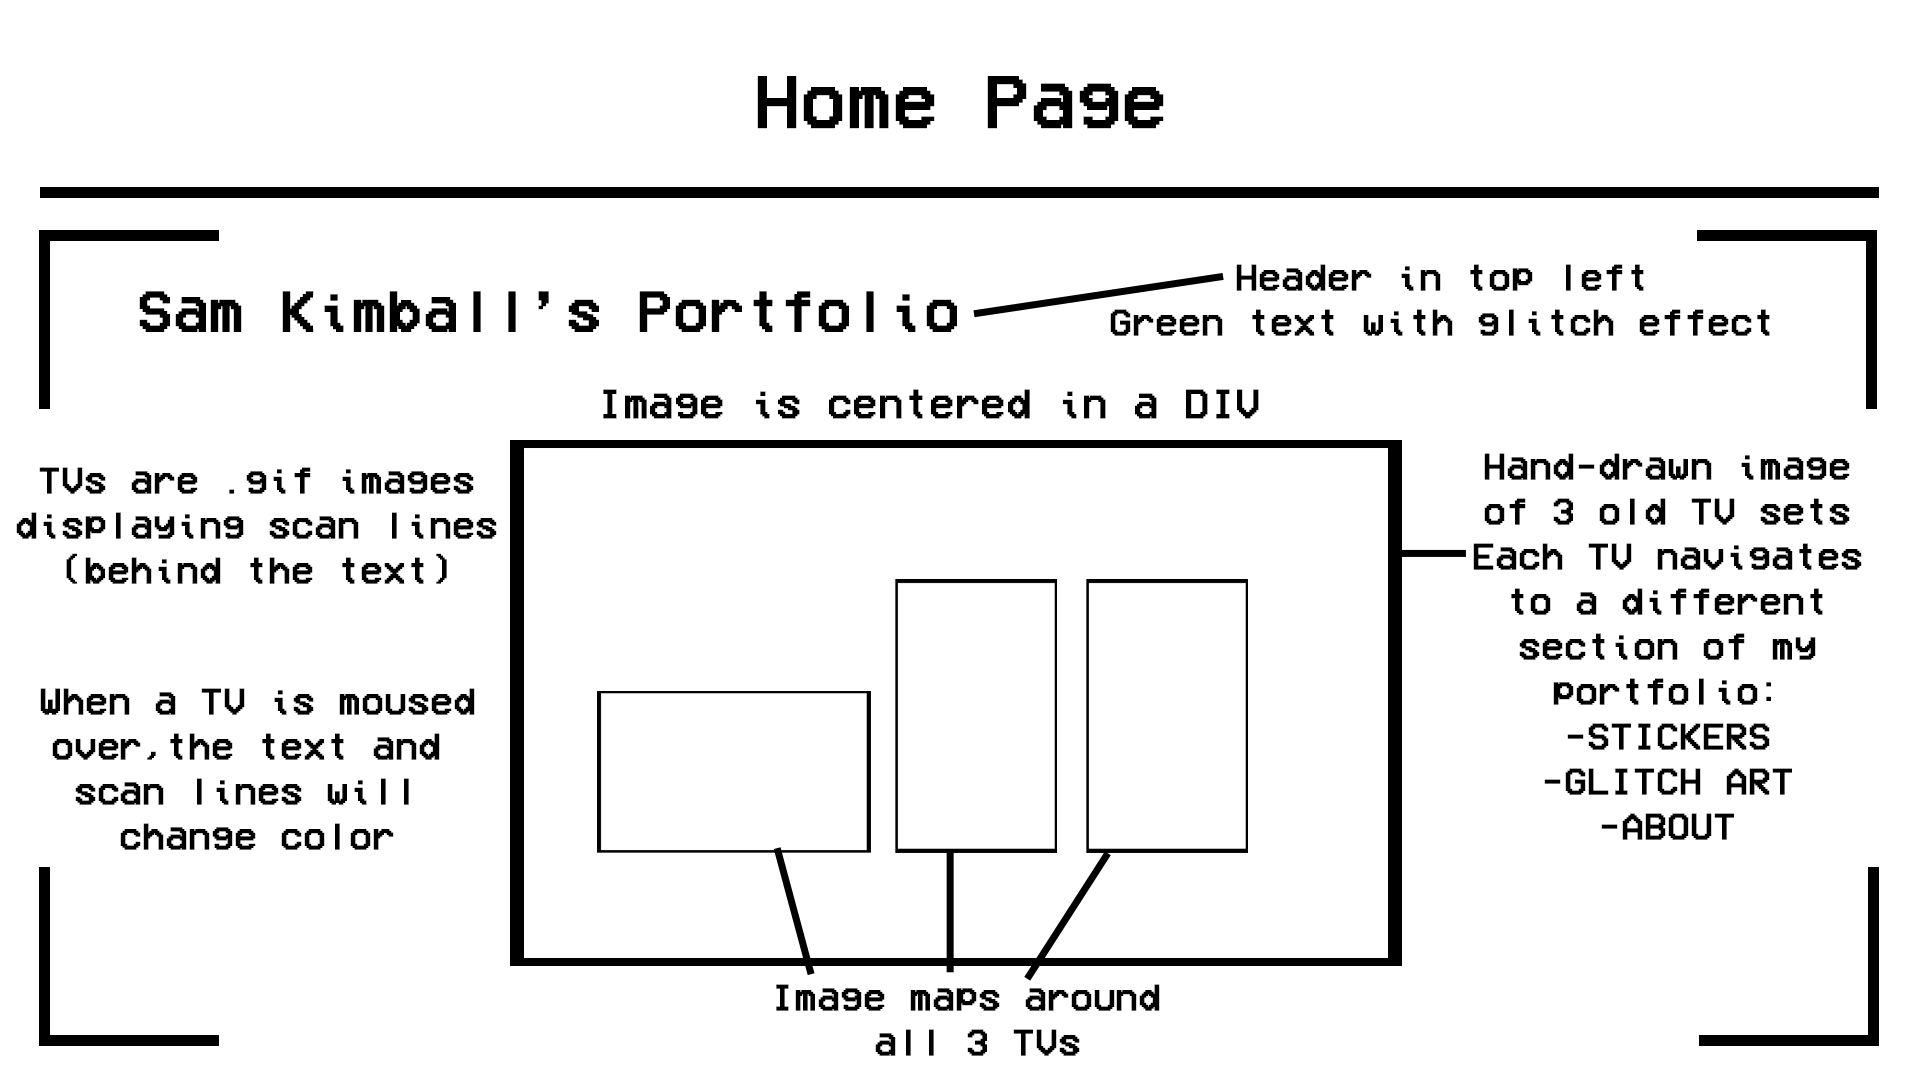 Home Page
Sam Kimball's Portfolio
Header in top left
Green text with glitch effect
Image is centered in a DIV
TVs are .gif images
displaying scan lines
(behind the text)
When a TV is moused
over,the text and
scan lines will
change color
Hand-drawn image
of 3 old TV sets
Each TV navigates
to a different
section of my
portfolio:
-STICKERS
-GLITCH ART
-ABOUT
Image maps around
all 3 TVs